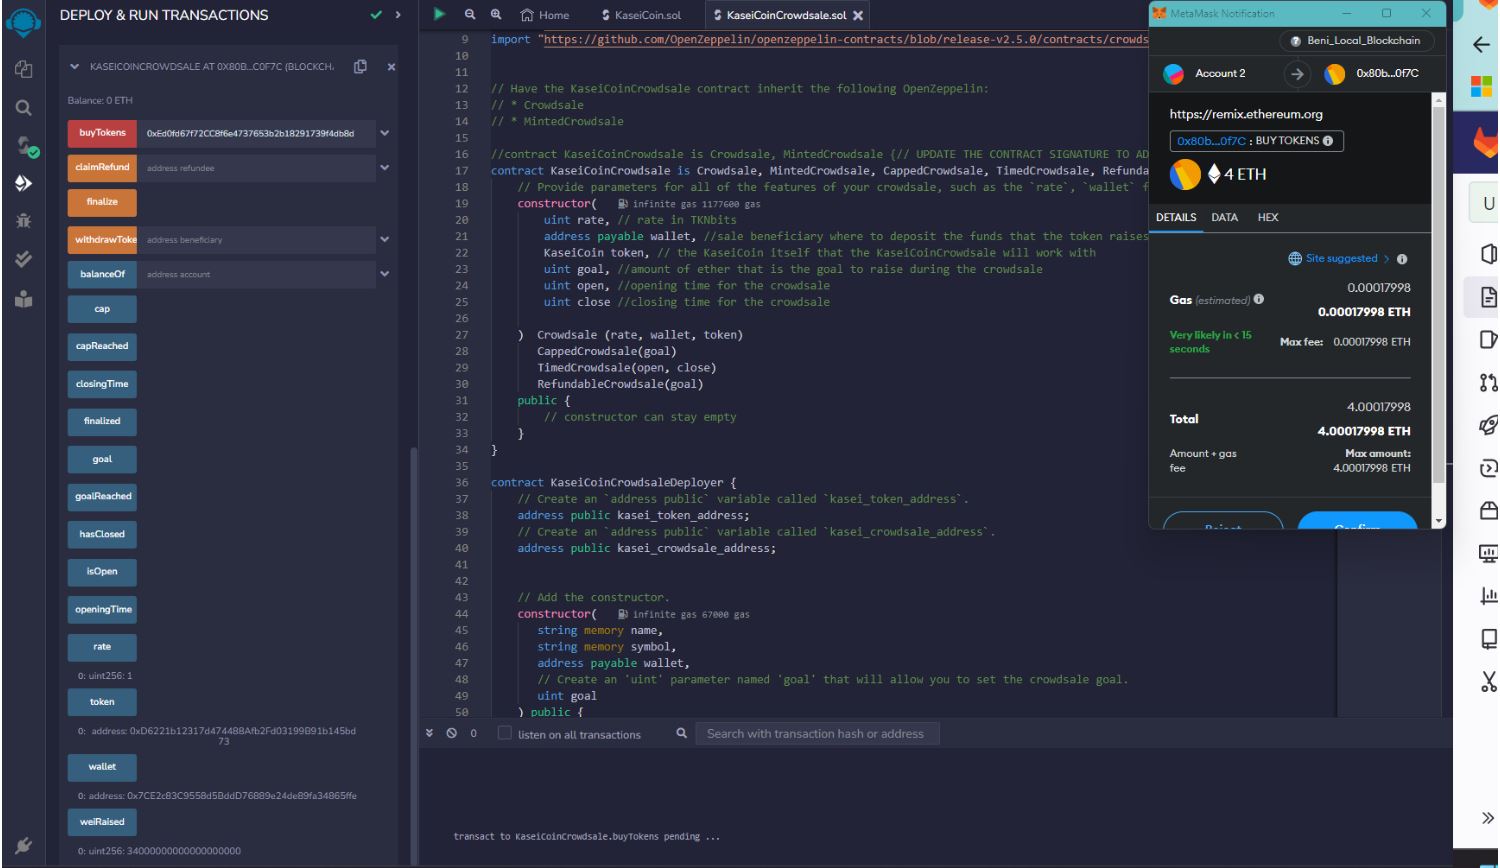 DEPLOY & RUN TRANSACTIONS
KASEICOINCROWDSALE AT 0X80B...C0F7C (BLOCKCH
Balance: 0 ETH
buyTokens 0xEd0fd67f72CC8f6e4737653b2b18291739f4db8d
claimRefund address refundee
finalize
withdrawToke address beneficiary
balanceOf address account
cap
capReached
closingTime
finalized
goal
goalReached
hasClosed
isOpen
openingTime
rate
0: uint256: 1
token
0: address: 0xD6221b12317d474488Afb2Fd03199B91b145bd
73
wallet
0: address: 0x7CE2c83C9558d5BddD76889e24de89fa34865ffe
weiRaised
0: uint256: 34000000000000000000
Home KaseiCoin.sol KaseiCoinCrowdsale.sol
9 import "https://github.com/OpenZeppelin/openzeppelin-contracts/blob/release-v2.5.0/contracts/crowds
10
11
12 // Have the KaseiCoinCrowdsale contract inherit the following OpenZeppelin:
13 // * Crowdsale
14 // * MintedCrowdsale
15
16 //contract KaseiCoinCrowdsale is Crowdsale, MintedCrowdsale {// UPDATE THE CONTRACT SIGNATURE TO AD
17 contract KaseiCoinCrowdsale is Crowdsale, MintedCrowdsale, CappedCrowdsale, TimedCrowdsale, Refunda
18 // Provide parameters for all of the features of your crowdsale, such as the `rate`, `wallet` f
19 constructor( infinite gas 1177600 gas
20 uint rate, // rate in TKNbits
21 address payable wallet, //sale beneficiary where to deposit the funds that the token raises
22 KaseiCoin token, // the KaseiCoin itself that the KaseiCoinCrowdsale will work with
23 uint goal, //amount of ether that is the goal to raise during the crowdsale
24 uint open, //opening time for the crowdsale
25 uint close //closing time for the crowdsale
26
27 ) Crowdsale (rate, wallet, token)
28 CappedCrowdsale(goal)
29 TimedCrowdsale(open, close)
30 RefundableCrowdsale(goal)
31 public {
32 // constructor can stay empty
33 }
34 }
35
36 contract KaseiCoinCrowdsaleDeployer {
37 // Create an `address public` variable called `kasei_token_address`.
38 address public kasei_token_address;
39 // Create an `address public` variable called `kasei_crowdsale_address`.
40 address public kasei_crowdsale_address;
41
42
43 // Add the constructor.
44 constructor( infinite gas 67000 gas
45 string memory name,
46 string memory symbol,
47 address payable wallet,
48 // Create an 'uint' parameter named 'goal' that will allow you to set the crowdsale goal.
49 uint goal
50 ) public {
0 listen on all transactions Search with transaction hash or address
transact to KaseiCoinCrowdsale.buyTokens pending ...
MetaMask Notification
Beni_Local_Blockchain
Account 2 0x80b...0f7C
https://remix.ethereum.org
0x80b...0f7C : BUY TOKENS
4 ETH
DETAILS DATA HEX
Site suggested
0.00017998
Gas (estimated) 0.00017998 ETH
Very likely in < 15
seconds
Max fee: 0.00017998 ETH
4.00017998
Total 4.00017998 ETH
Amount + gas
fee
Max amount:
4.00017998 ETH
Reject Confirm
U